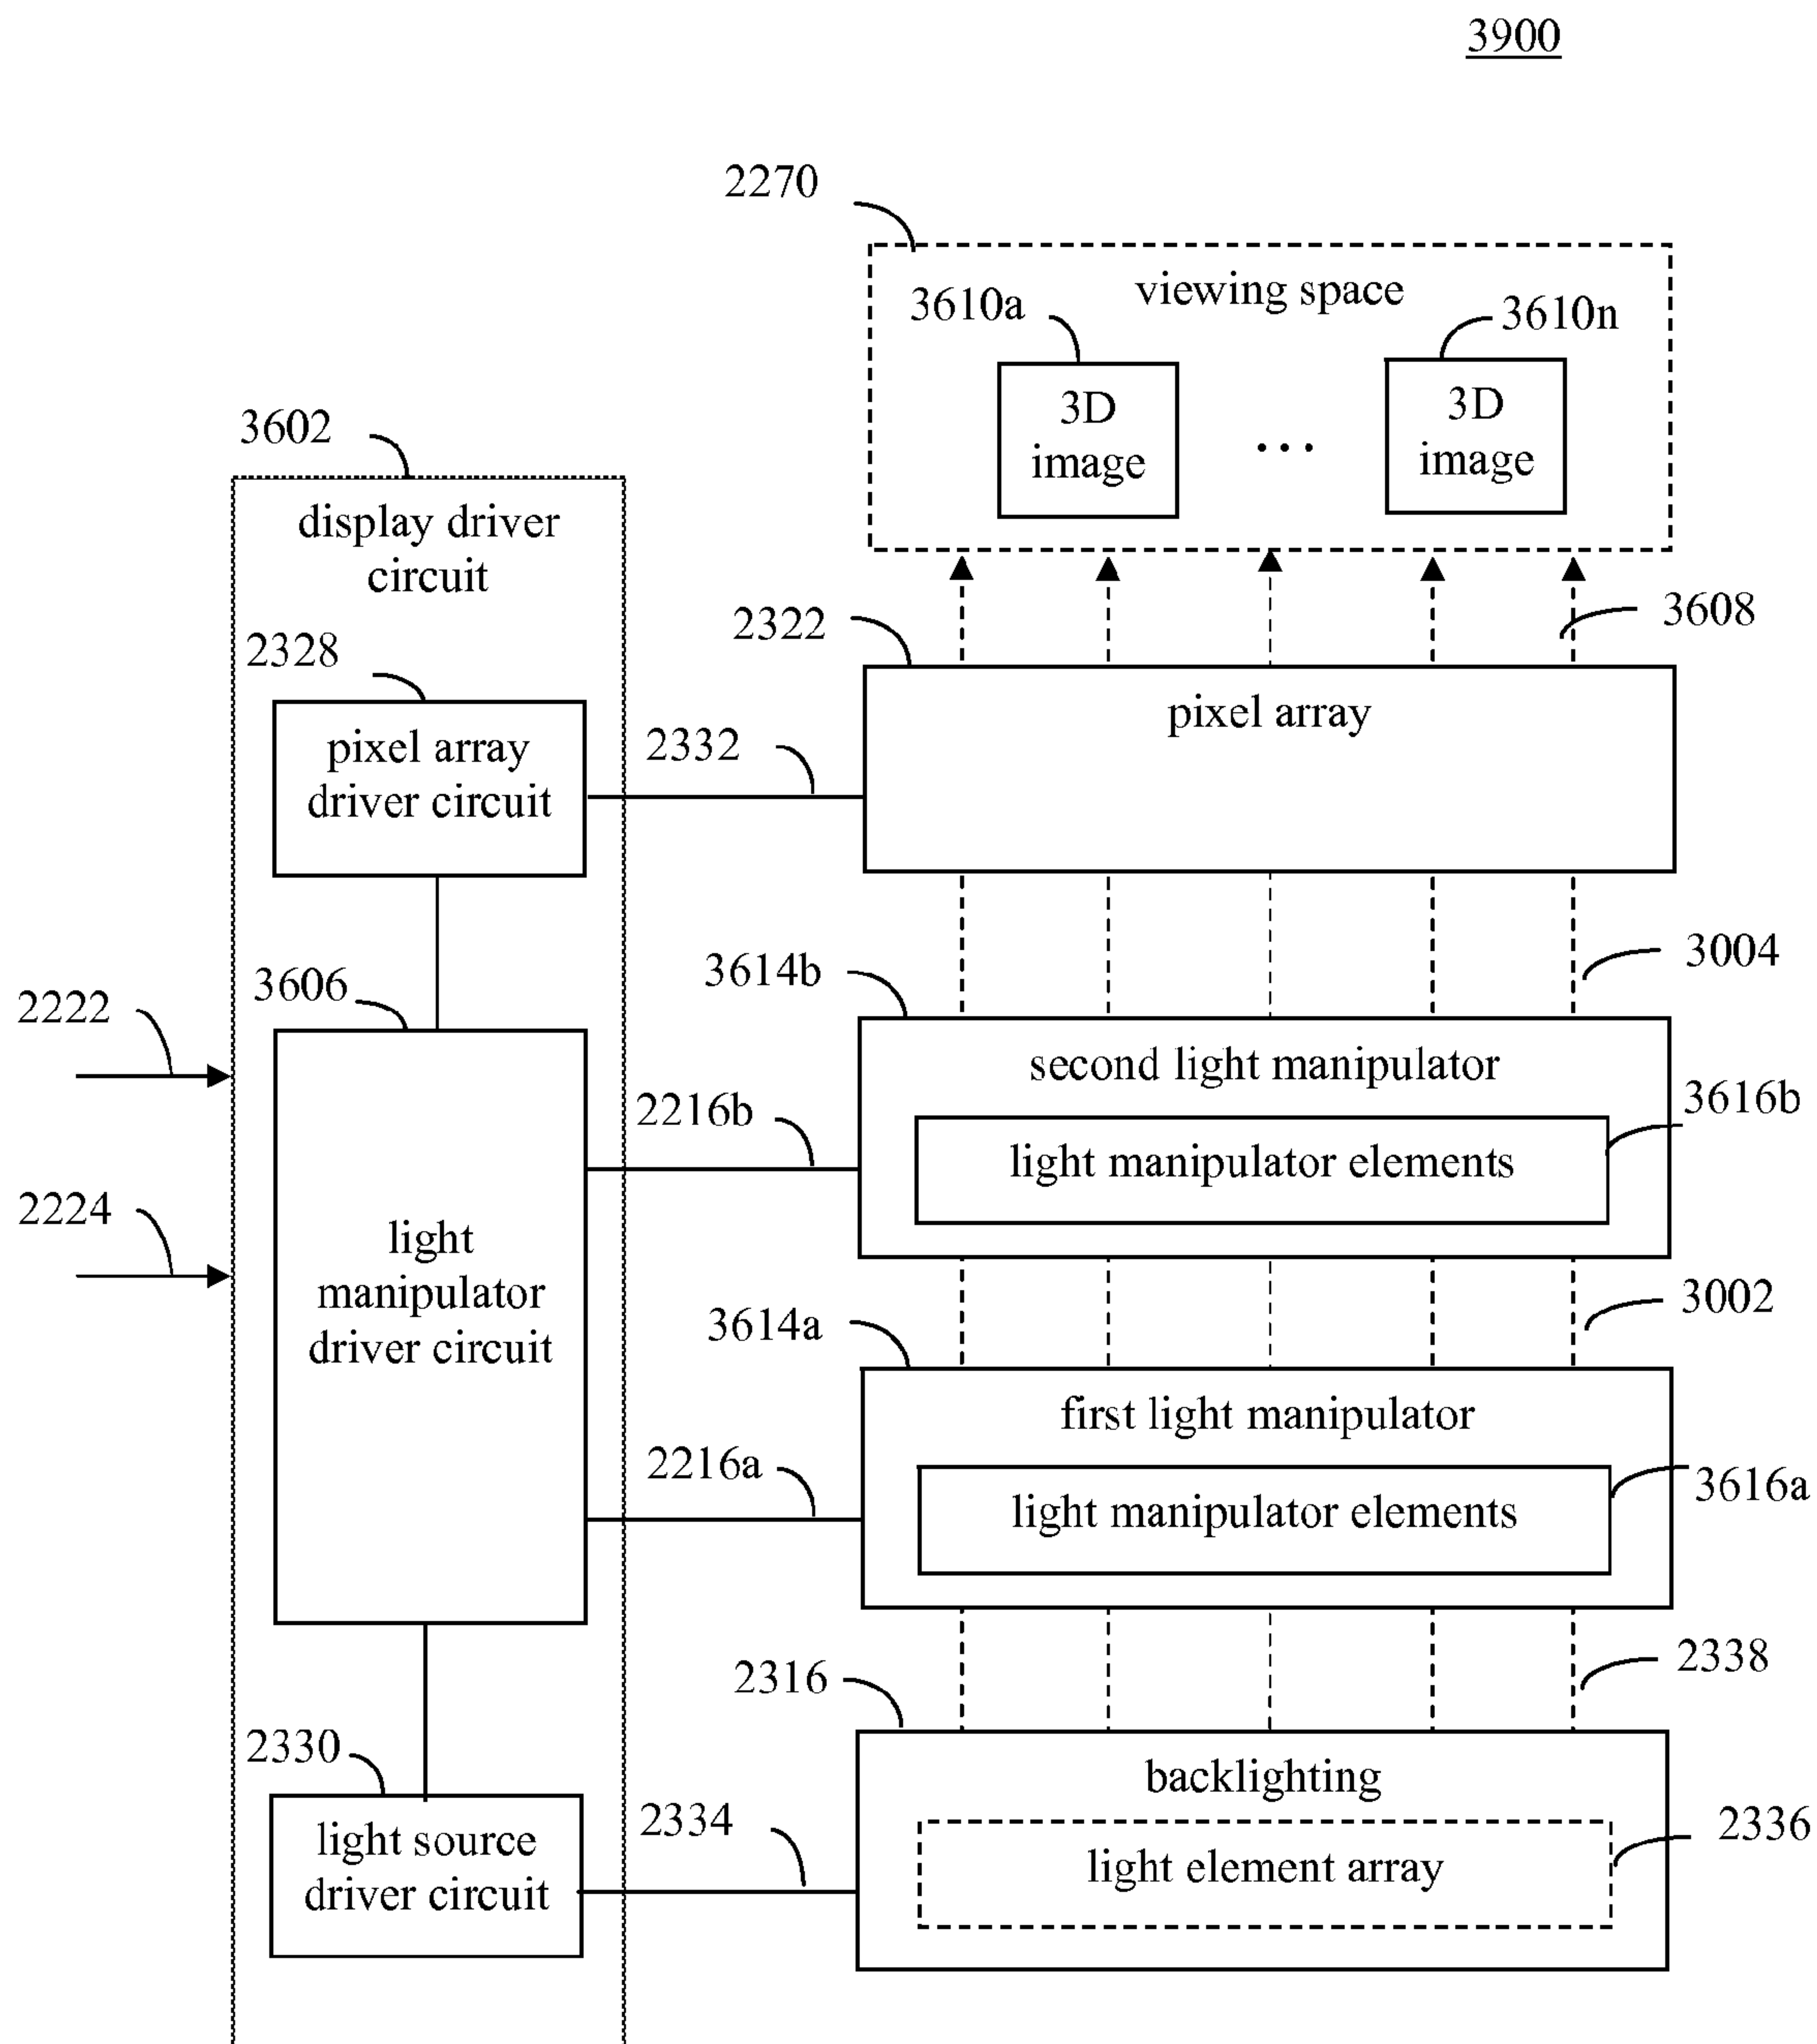 3900
2270
viewing space
3610a
3610n
3D
image
...
3D
image
3602
display driver
circuit
2322
3608
2328
pixel array
driver circuit
2332
pixel array
3004
3614b
3606
2222
second light manipulator
2216b
3616b
light manipulator elements
2224
light
manipulator
driver circuit
3002
3614a
first light manipulator
2216a
3616a
light manipulator elements
2338
2316
2330
backlighting
light source
driver circuit
2334
2336
light element array